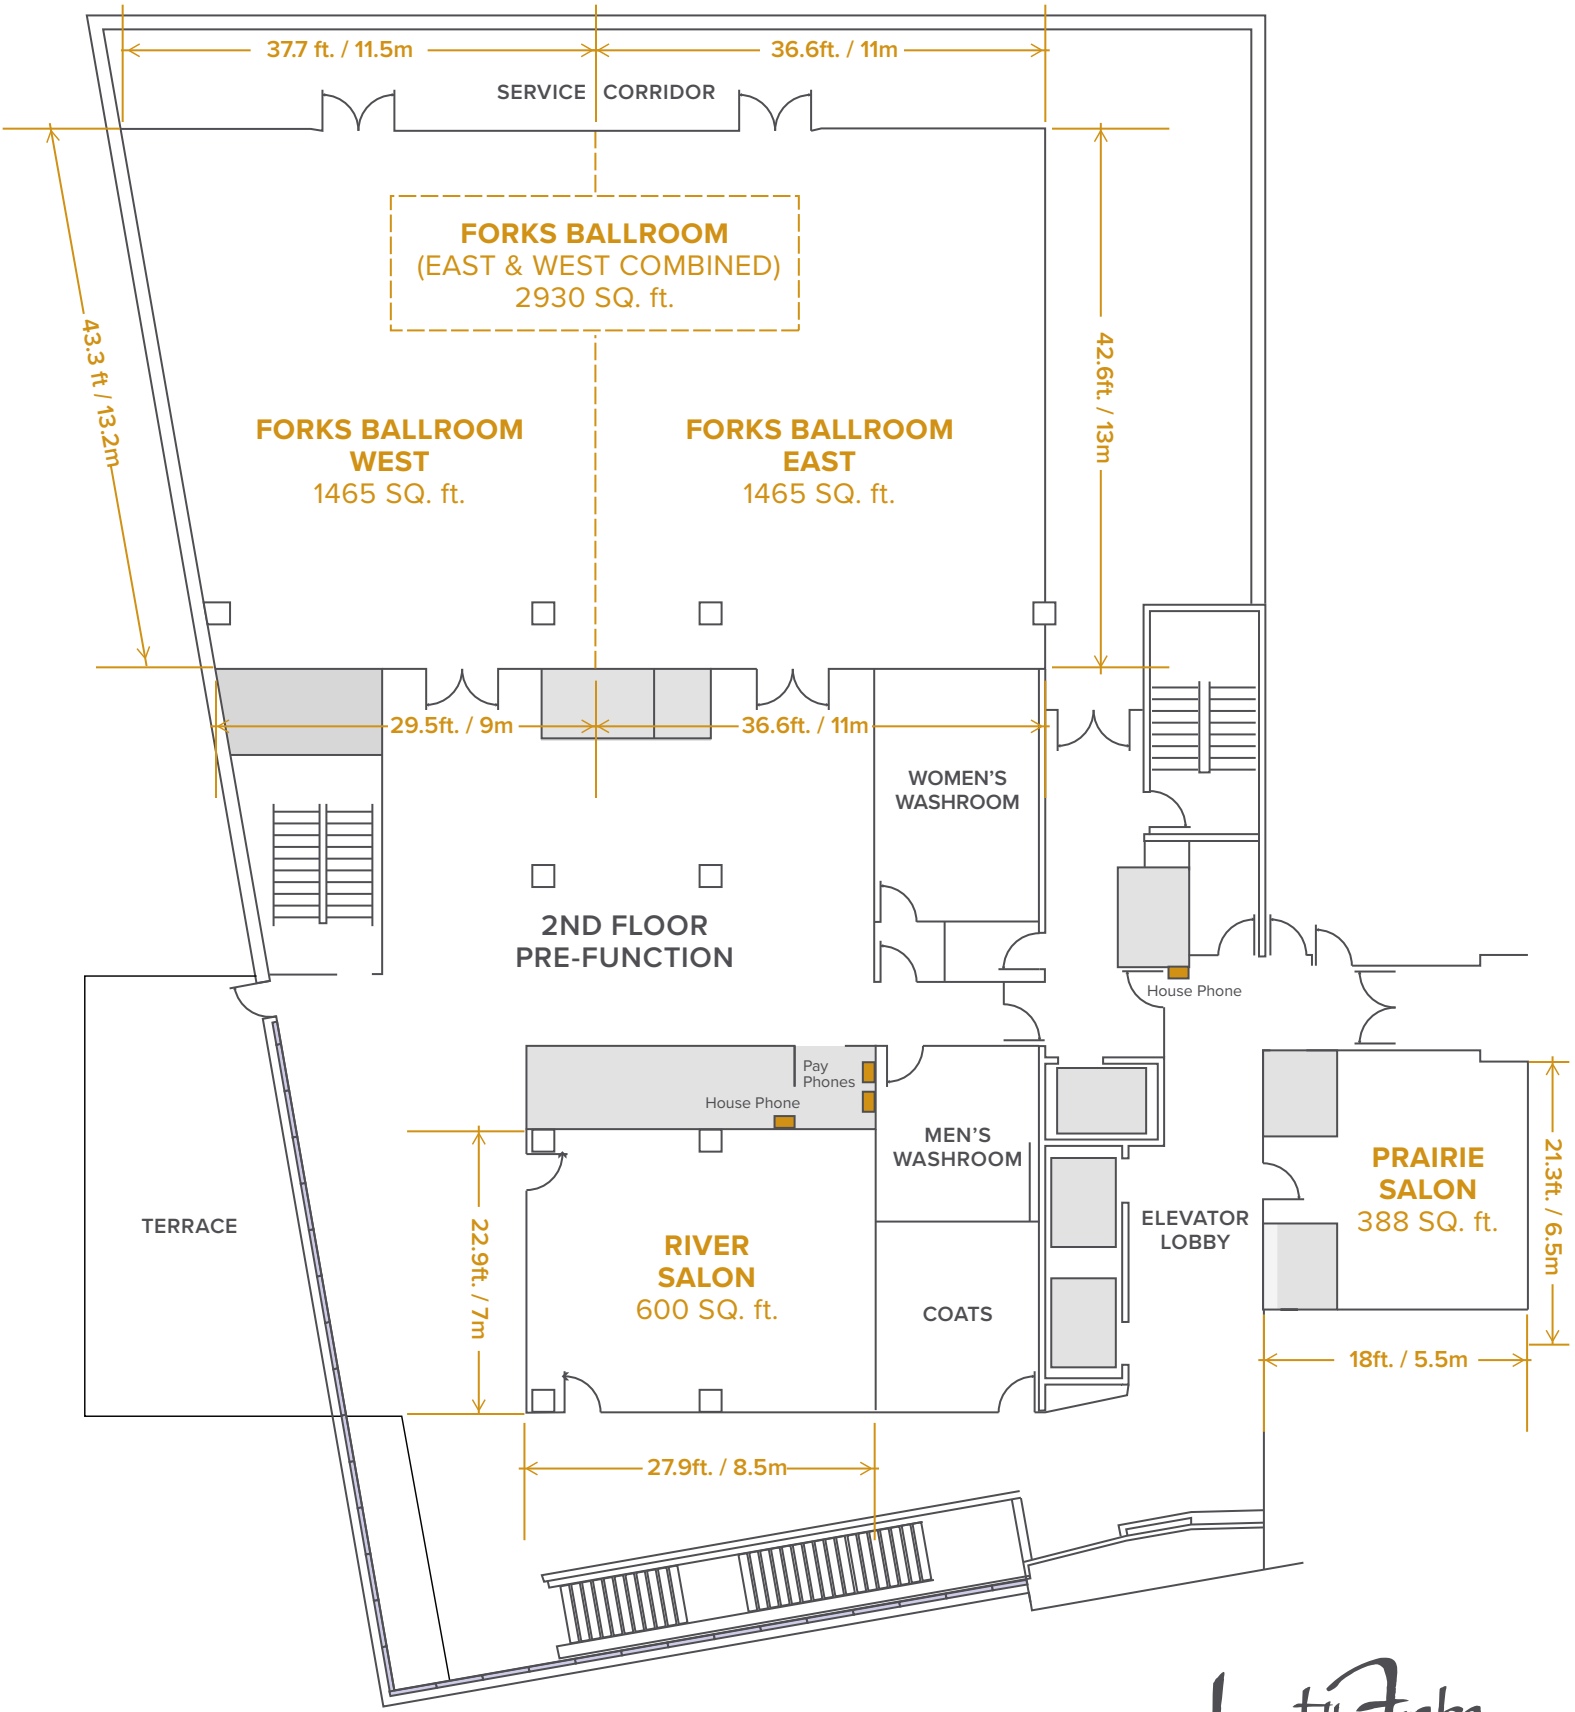 37.7 ft. / 11.5m
36.6ft. / 11m
SERVICE CORRIDOR
FORKS BALLROOM
(EAST & WEST COMBINED)
2930 SQ. ft.
43.3 ft / 13.2m
42.6ft. / 13m
FORKS BALLROOM
WEST
1465 SQ. ft.
FORKS BALLROOM
EAST
1465 SQ. ft.
29.5ft. / 9m
36.6ft. / 11m
WOMEN'S
WASHROOM
2ND FLOOR
PRE-FUNCTION
House Phone
Pay
Phones
House Phone
MEN'S
WASHROOM
TERRACE
22.9ft. / 7m
RIVER
SALON
600 SQ. ft.
COATS
ELEVATOR
LOBBY
PRAIRIE
SALON
388 SQ. ft.
21.3ft. / 6.5m
18ft. / 5.5m
27.9ft. / 8.5m